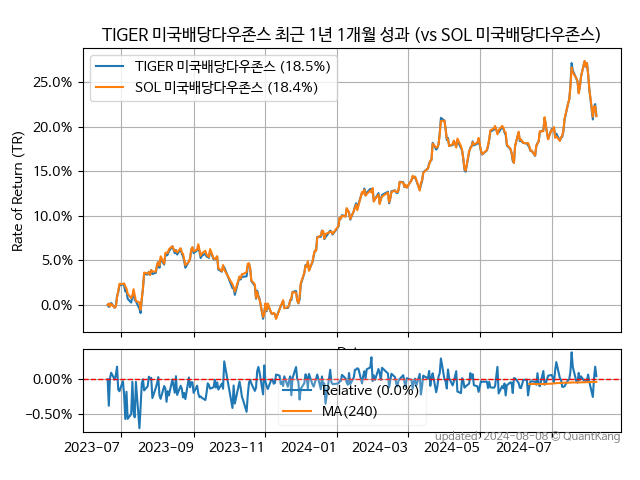 TIGER 미국배당다우존스 최근 1년 1개월 성과 (vs SOL 미국배당다우존스)
TIGER 미국배당다우존스 (18.5%)
SOL 미국배당다우존스 (18.4%)
25.0%
20.0%
15.0%
10.0%
5.0%
0.0%
Rate of Return (TR)
0.00%
−0.50%
Relative (0.0%)
MA(240)
2023-07
2023-09
2023-11
2024-01
2024-03
2024-05
2024-07
updated: 2024-08-08 © QuantKang